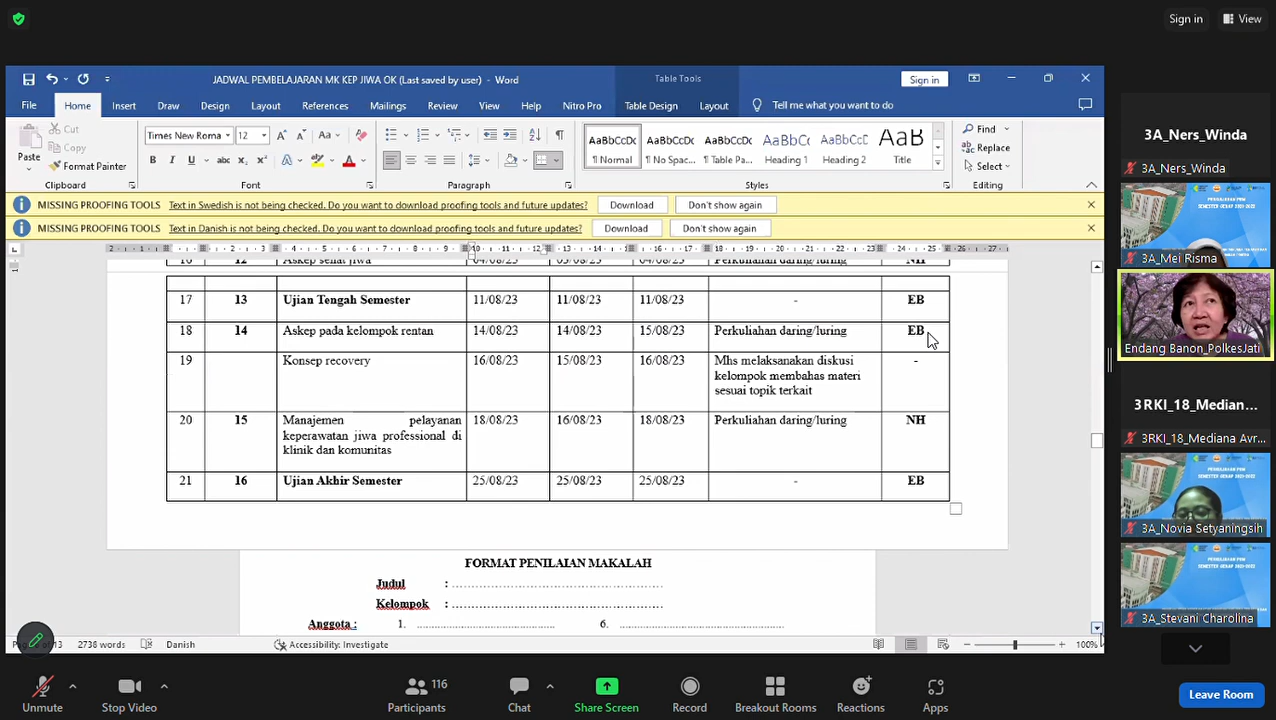 Sign in
View
JADWAL PEMBELAJARAN MK KEP JIWA OK (Last saved by user) - Word
Table Tools
Sign in
File Home Insert Draw Design Layout References Mailings Review View Help Nitro Pro Table Design Layout Tell me what you want to do
Paste
Cut
Copy
Format Painter
Clipboard
Times New Roma 12
Font
Paragraph
AaBbCcDc AaBbCcDc AaBbCcDc AaBbCc AaBbCcC AaB
¶ Normal ¶ No Spac... ¶ Table Pa... Heading 1 Heading 2 Title
Styles
Find
Replace
Select
Editing
MISSING PROOFING TOOLS Text in Swedish is not being checked. Do you want to download proofing tools and future updates? Download Don't show again
MISSING PROOFING TOOLS Text in Danish is not being checked. Do you want to download proofing tools and future updates? Download Don't show again
17 13 Ujian Tengah Semester 11/08/23 11/08/23 11/08/23 - EB
18 14 Askep pada kelompok rentan 14/08/23 14/08/23 15/08/23 Perkuliahan daring/luring EB
19 Konsep recovery 16/08/23 15/08/23 16/08/23 Mhs melaksanakan diskusi -
kelompok membahas materi
sesuai topik terkait
20 15 Manajemen pelayanan 18/08/23 16/08/23 18/08/23 Perkuliahan daring/luring NH
keperawatan jiwa professional di
klinik dan komunitas
21 16 Ujian Akhir Semester 25/08/23 25/08/23 25/08/23 - EB
FORMAT PENILAIAN MAKALAH
Judul :
Kelompok :
Anggota : 1. 6.
2738 words Danish Accessibility: Investigate 100%
3A_Ners_Winda
3A_Ners_Winda
3A_Mei Risma
Endang Banon_PolkesJati
3RKI_18_Median...
3RKI_18_Mediana Avr...
3A_Novia Setyaningsih
3A_Stevani Charolina
Unmute
Stop Video
116
Participants
Chat
Share Screen
Record
Breakout Rooms
Reactions
Apps
Leave Room